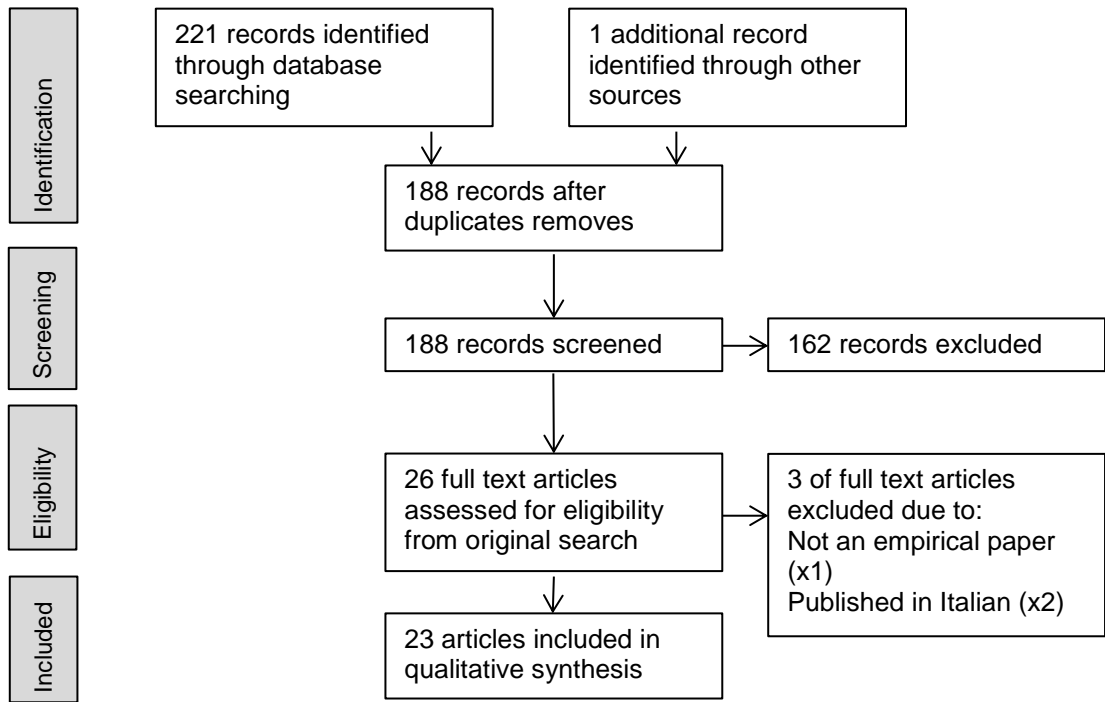 Identification
221 records identified
through database
searching
1 additional record
identified through other
sources
188 records after
duplicates removes
Screening
188 records screened
162 records excluded
Eligibility
26 full text articles
assessed for eligibility
from original search
3 of full text articles
excluded due to:
Not an empirical paper
(x1)
Published in Italian (x2)
Included
23 articles included in
qualitative synthesis